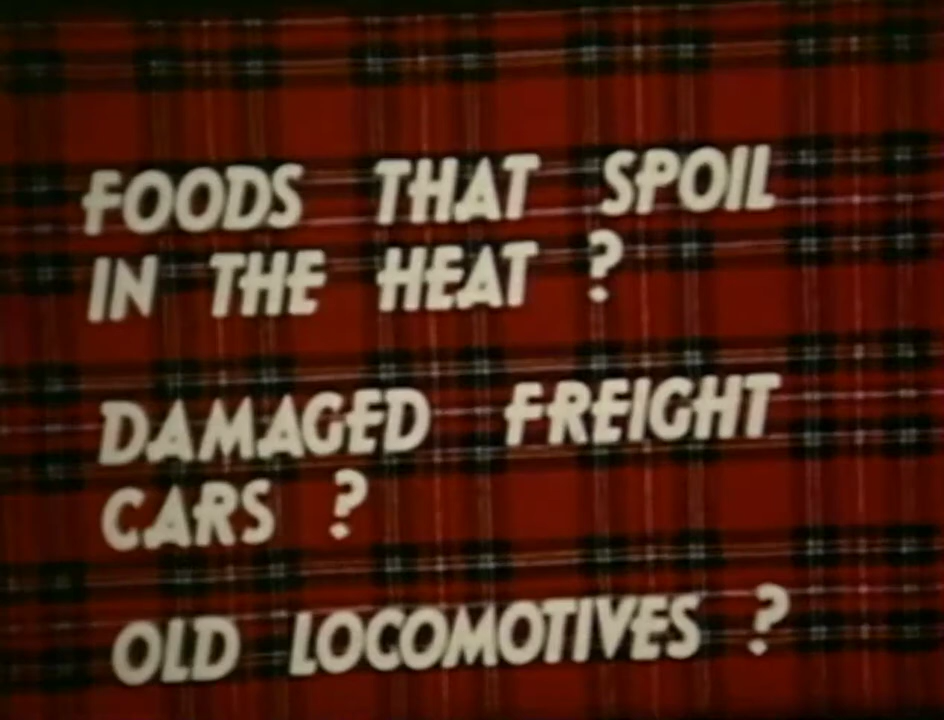 FOODS THAT SPOIL
IN THE HEAT ?
DAMAGED FREIGHT
CARS ?
OLD LOCOMOTIVES ?